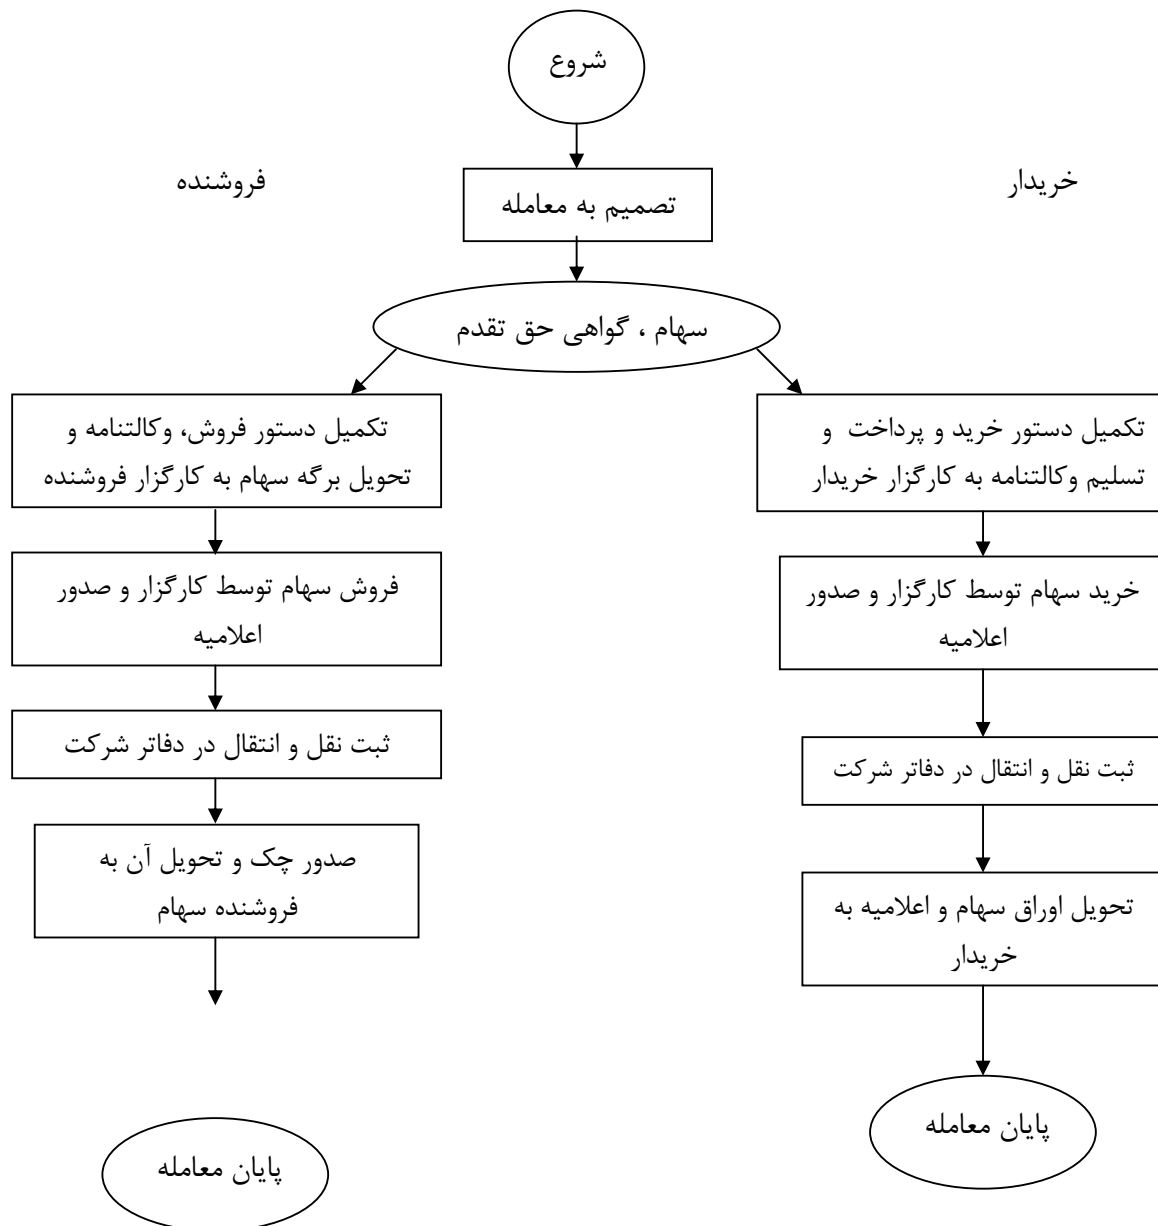 شروع
خریدار
فروشنده
تصمیم به معامله
سهام ، گواهی حق تقدم
تکمیل دستور خرید و پرداخت و
تسلیم وکالتنامه به کارگزار خریدار
خرید سهام توسط کارگزار و صدور
اعلامیه
ثبت نقل و انتقال در دفاتر شرکت
تحویل اوراق سهام و اعلامیه به
خریدار
پایان معامله
تکمیل دستور فروش، وکالتنامه و
تحویل برگه سهام به کارگزار فروشنده
فروش سهام توسط کارگزار و صدور
اعلامیه
ثبت نقل و انتقال در دفاتر شرکت
صدور چک و تحویل آن به
فروشنده سهام
پایان معامله